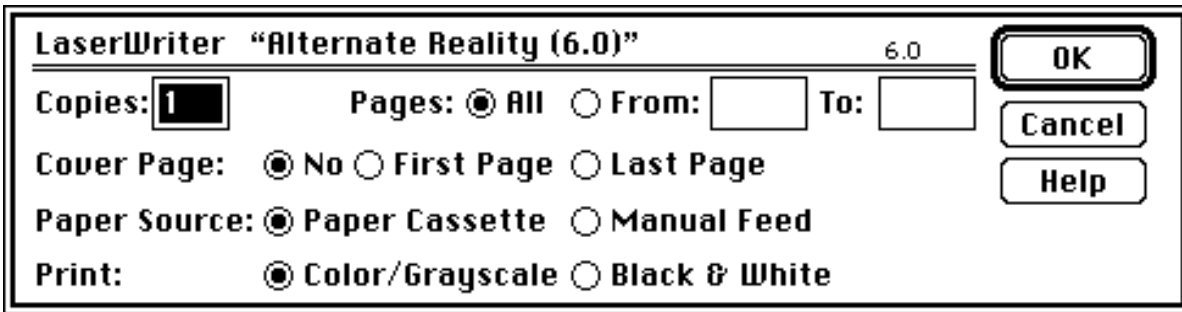 LaserWriter “Alternate Reality (6.0)” 6.0 OK
Copies: 1 Pages: All From: To:
Cancel
Cover Page: No First Page Last Page
Help
Paper Source: Paper Cassette Manual Feed
Print: Color/Grayscale Black & White